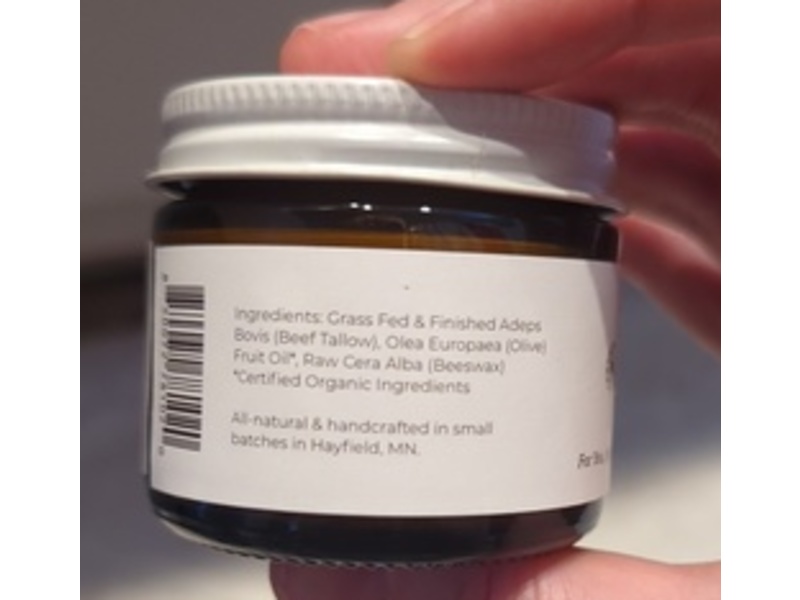 Ingredients: Grass Fed & Finished Adeps
Bovis (Beef Tallow), Olea Europaea (Olive)
Fruit Oil*, Raw Cera Alba (Beeswax)
*Certified Organic Ingredients
All-natural & handcrafted in small
batches in Hayfield, MN.
For